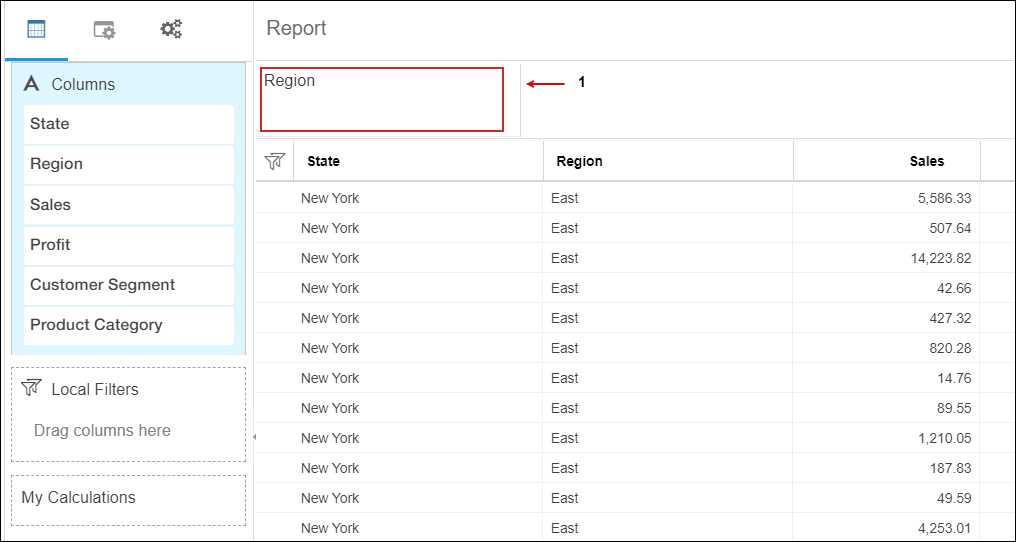 Report
Columns
State
Region
Sales
Profit
Customer Segment
Product Category
Local Filters
Drag columns here
My Calculations
Region
1
State Region Sales
New York East 5,586.33
New York East 507.64
New York East 14,223.82
New York East 42.66
New York East 427.32
New York East 820.28
New York East 14.76
New York East 89.55
New York East 1,210.05
New York East 187.83
New York East 49.59
New York East 4,253.01